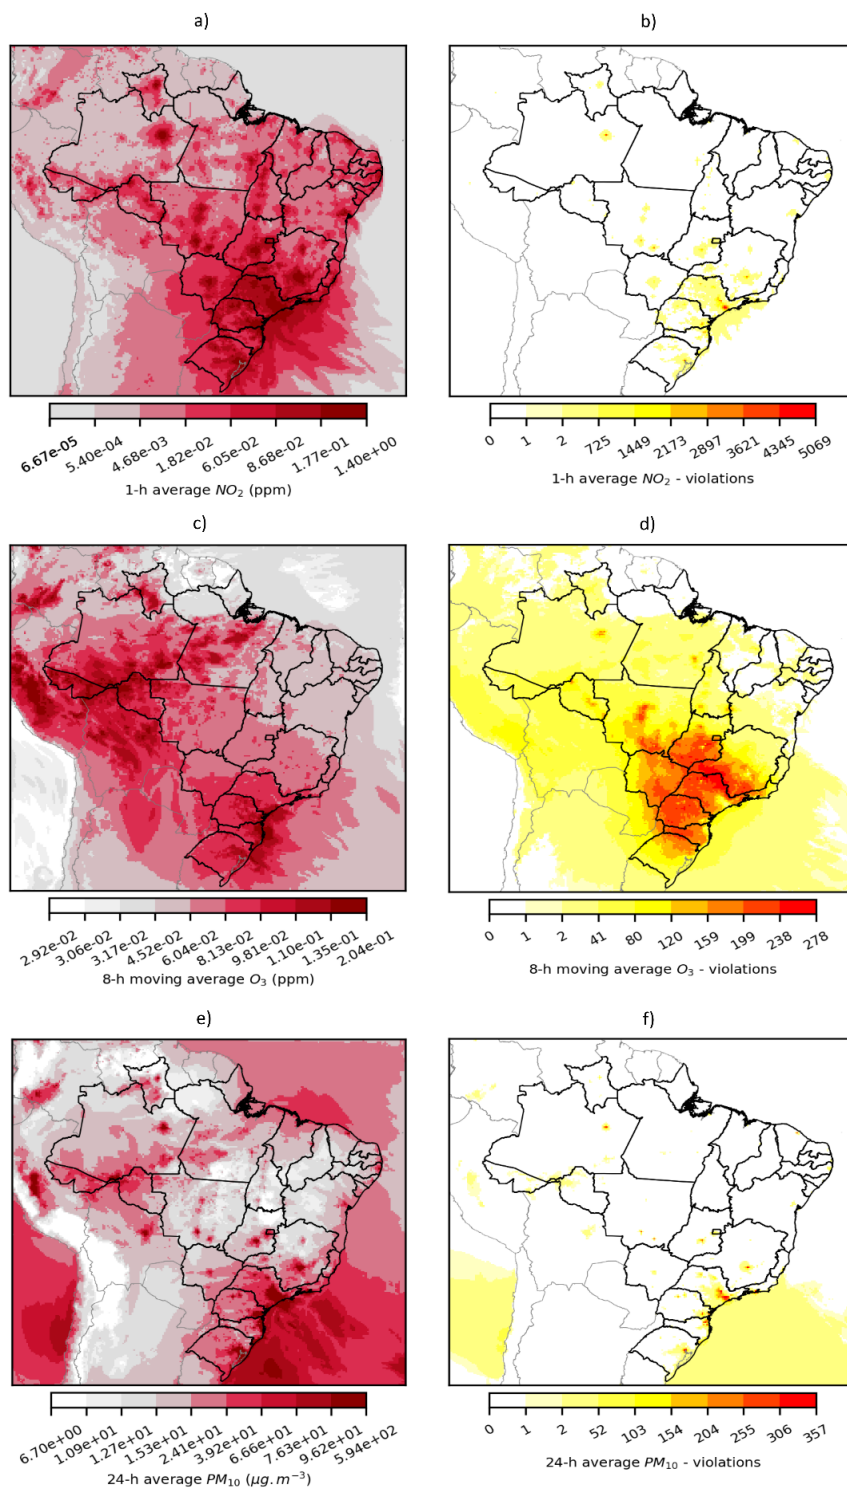 a) b)
6.67e-05 5.40e-04 4.68e-03 1.82e-02 6.05e-02 8.68e-02 1.77e-01 1.40e+00
1-h average NO2 (ppm)
0 1 2 725 1449 2173 2897 3621 4345 5069
1-h average NO2 - violations
c) d)
2.92e-02 3.06e-02 3.17e-02 4.52e-02 6.04e-02 8.13e-02 9.81e-02 1.10e-01 1.35e-01 2.04e-01
8-h moving average O3 (ppm)
0 1 2 41 80 120 159 199 238 278
8-h moving average O3 - violations
e) f)
6.70e+00 1.09e+01 1.27e+01 1.53e+01 2.41e+01 3.92e+01 6.66e+01 7.63e+01 9.62e+01 5.94e+02
24-h average PM10 (μg.m−3)
0 1 2 52 103 154 204 255 306 357
24-h average PM10 - violations